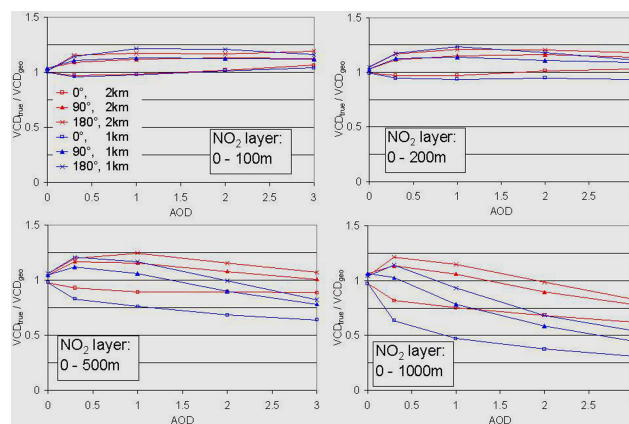 VCD_true / VCD_geo
1.5
1
0.5
0
0 0.5 1 1.5 2 2.5 3
AOD
0°, 2km
90°, 2km
180°, 2km
0°, 1km
90°, 1km
180°, 1km
NO₂ layer:
0 - 100m
VCD_true / VCD_geo
1.5
1
0.5
0
0 0.5 1 1.5 2 2.5 3
AOD
NO₂ layer:
0 - 200m
VCD_true / VCD_geo
1.5
1
0.5
0
0 0.5 1 1.5 2 2.5 3
AOD
NO₂ layer:
0 - 500m
VCD_true / VCD_geo
1.5
1
0.5
0
0 0.5 1 1.5 2 2.5 3
AOD
NO₂ layer:
0 - 1000m